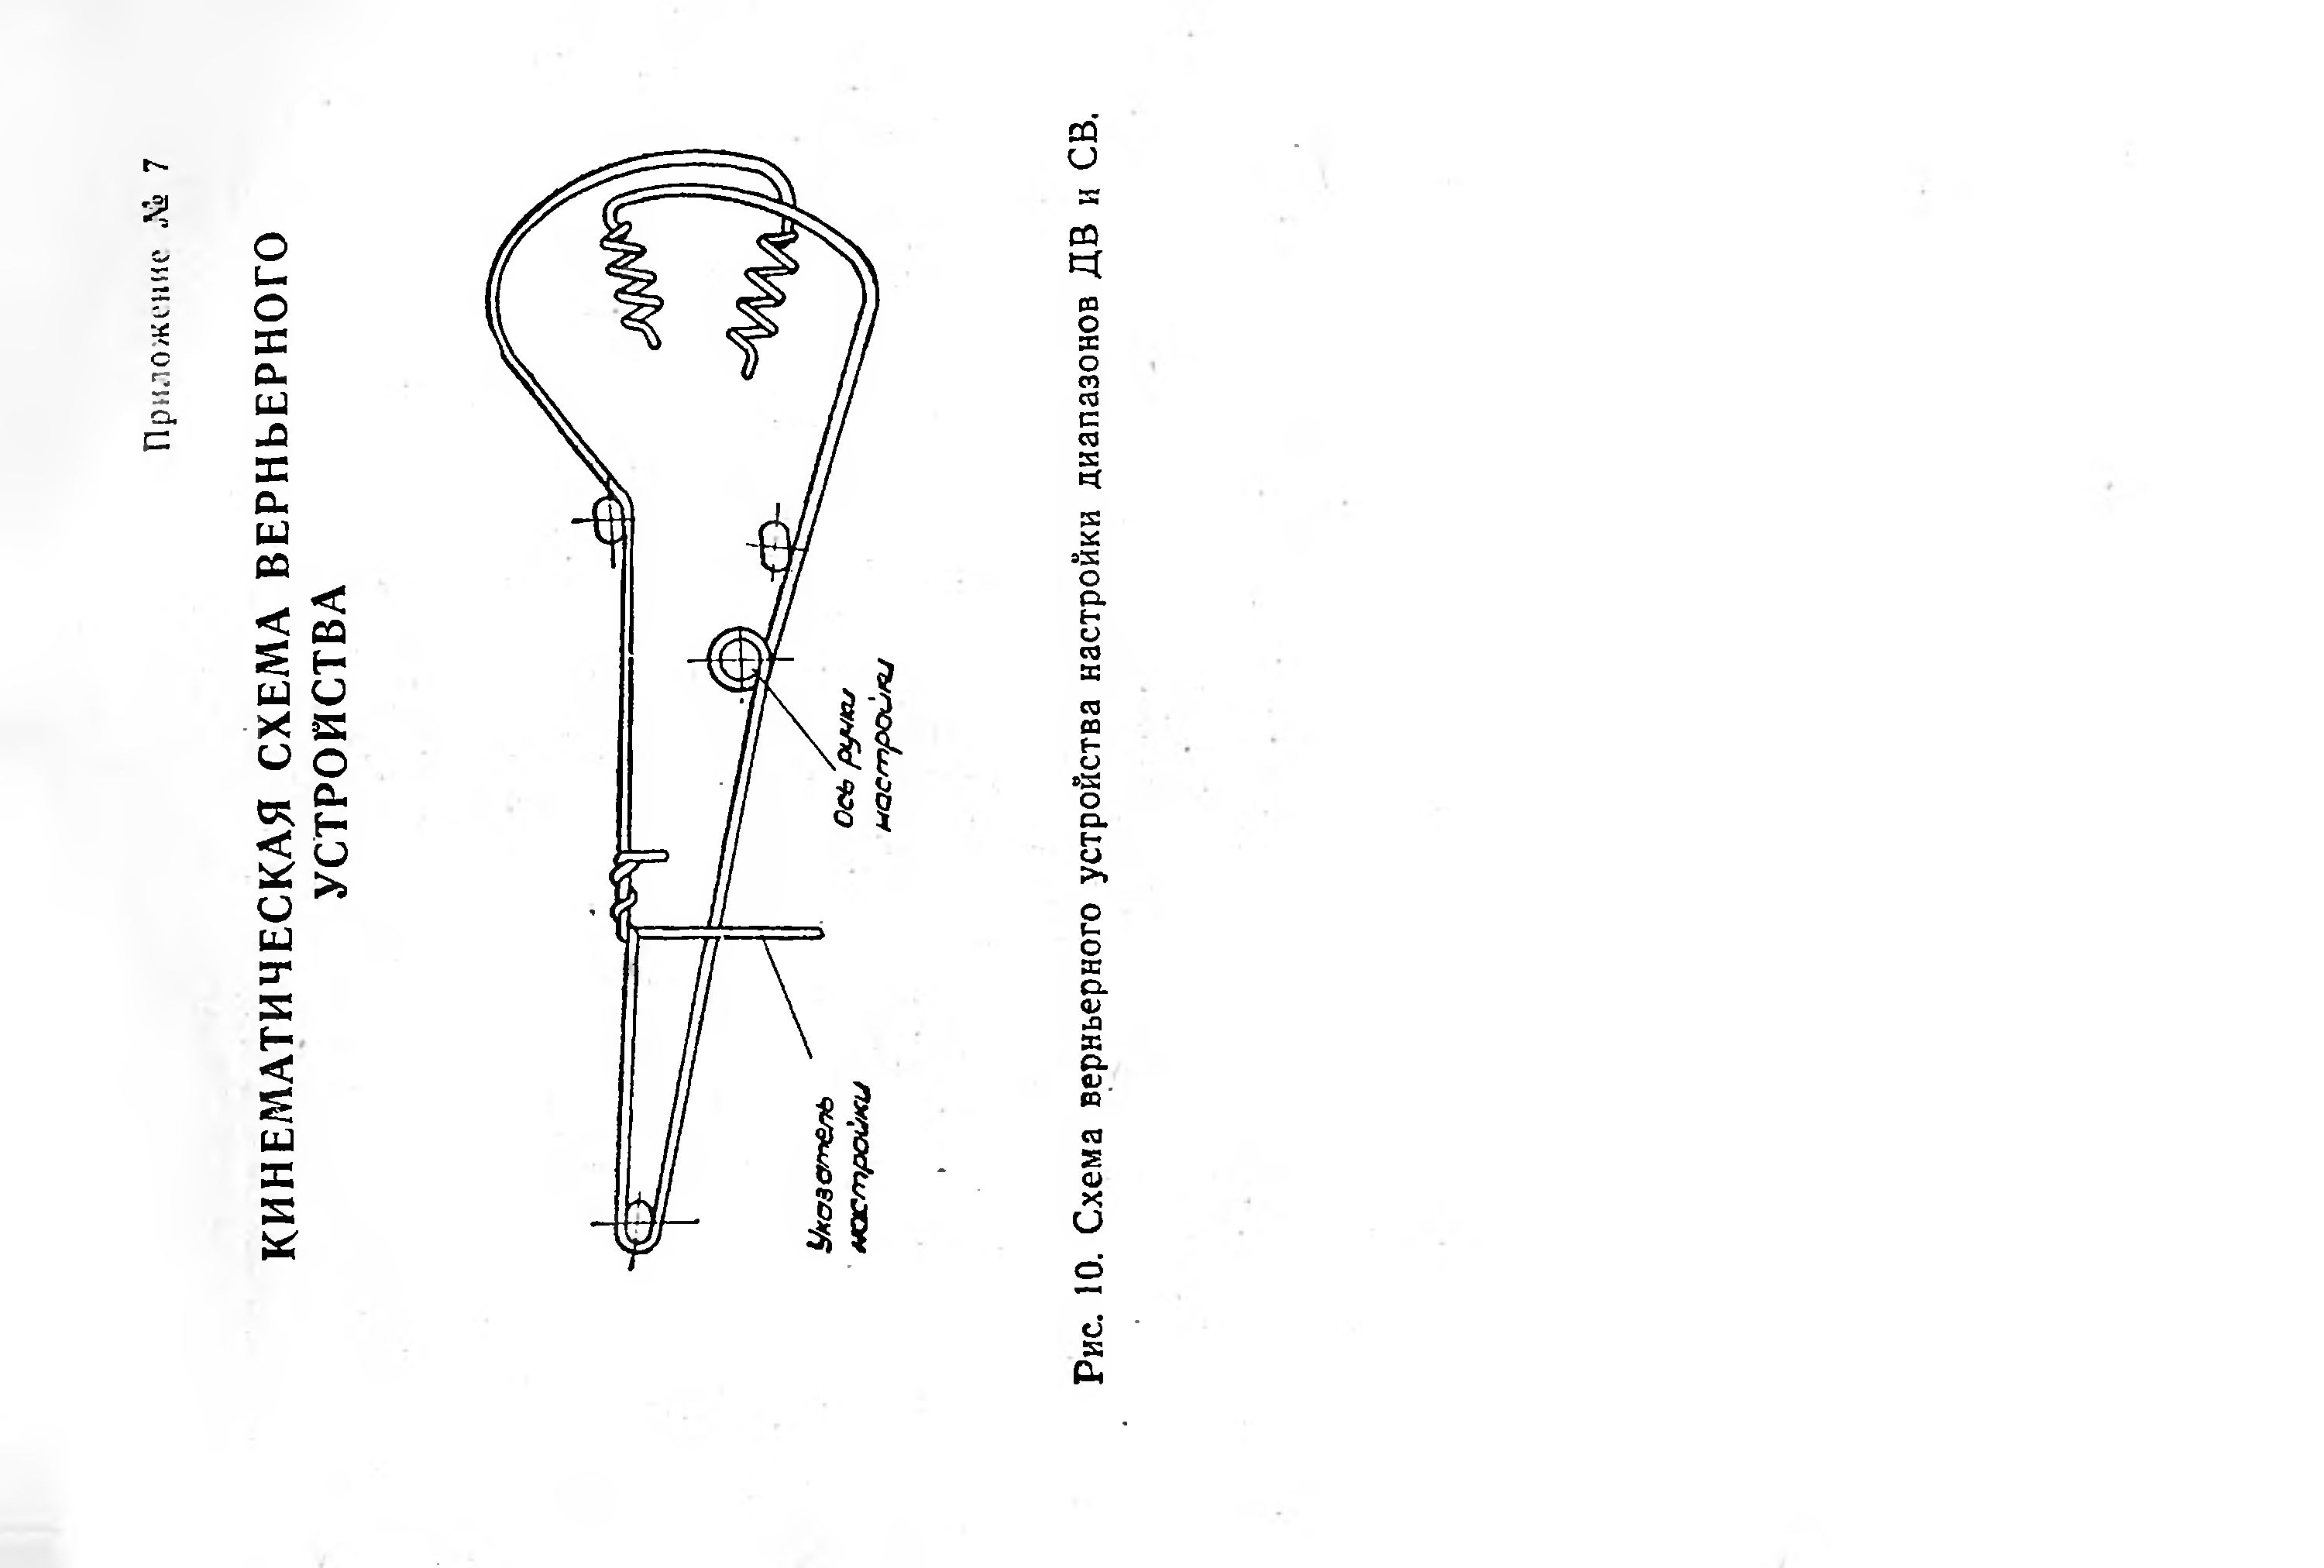 Приложение № 7
КИНЕМАТИЧЕСКАЯ СХЕМА ВЕРНЬЕРНОГО
УСТРОЙСТВА
Указатель
настройки
Ось ручки
настройки
Рис. 10. Схема верньерного устройства настройки диапазонов ДВ и СВ.